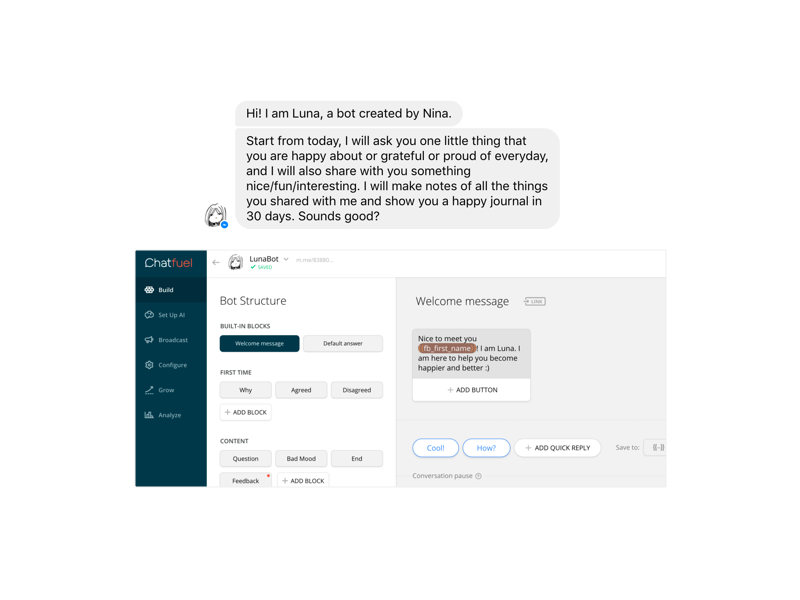 Hi! I am Luna, a bot created by Nina.
Start from today, I will ask you one little thing that
you are happy about or grateful or proud of everyday,
and I will also share with you something
nice/fun/interesting. I will make notes of all the things
you shared with me and show you a happy journal in
30 days. Sounds good?
Chatfuel
LunaBot
SAVED
Build
Set Up AI
Broadcast
Configure
Grow
Analyze
Bot Structure
BUILT-IN BLOCKS
Welcome message
Default answer
FIRST TIME
Why
Agreed
Disagreed
+ ADD BLOCK
CONTENT
Question
Bad Mood
End
Feedback
+ ADD BLOCK
Welcome message
LINK
Nice to meet you
fb_first_name ! I am Luna. I
am here to help you become
happier and better :)
+ ADD BUTTON
Cool!
How?
+ ADD QUICK REPLY
Save to:
Conversation pause ?